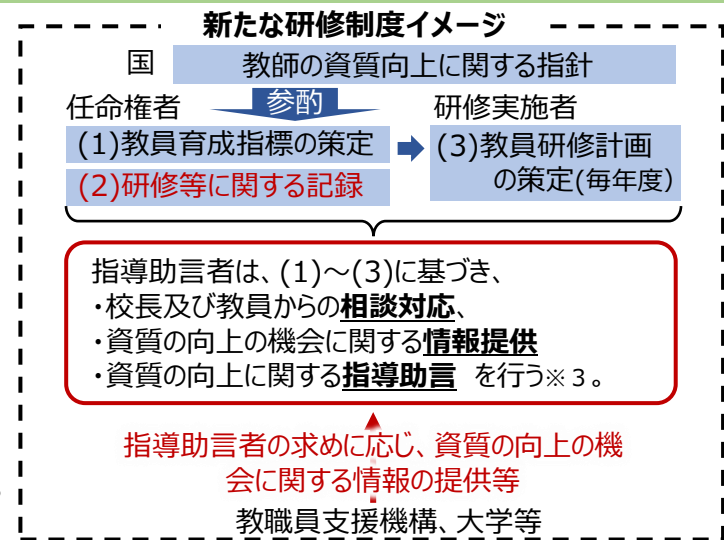 新たな研修制度イメージ
国
教師の資質向上に関する指針
任命権者
参酌
研修実施者
(1)教員育成指標の策定
(2)研修等に関する記録
(3)教員研修計画
の策定(毎年度)
指導助言者は、(1)～(3)に基づき、
・校長及び教員からの相談対応、
・資質の向上の機会に関する情報提供
・資質の向上に関する指導助言 を行う※３。
指導助言者の求めに応じ、資質の向上の機
会に関する情報の提供等
教職員支援機構、大学等